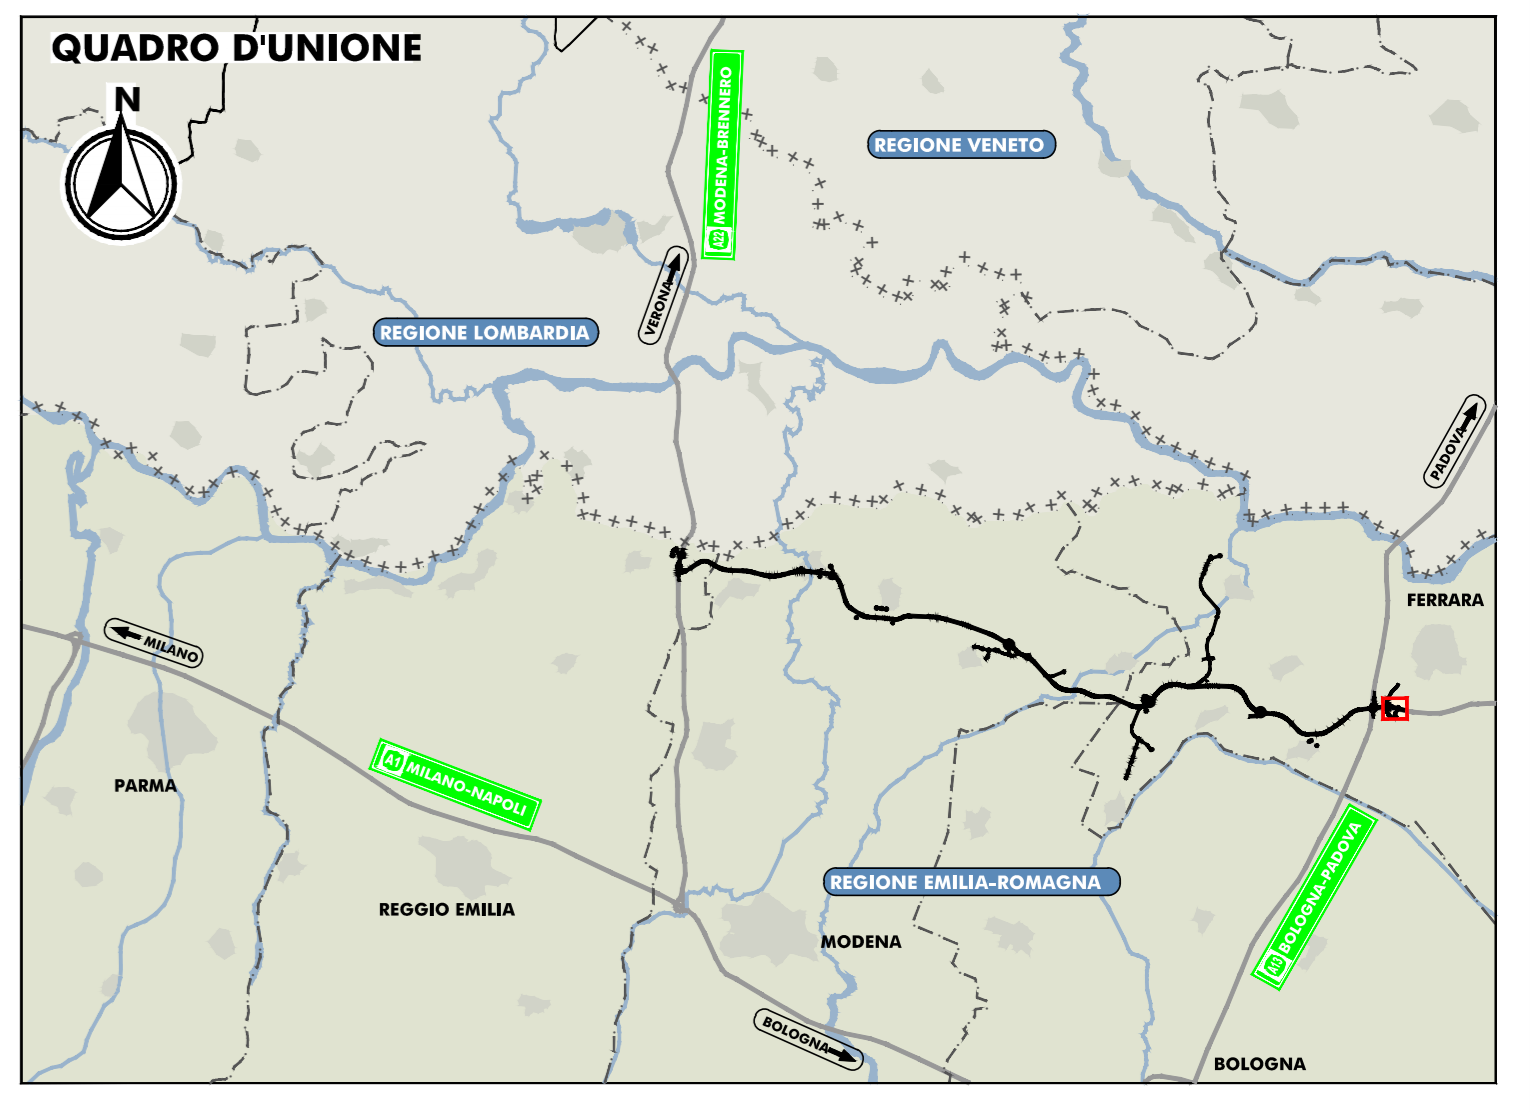 QUADRO D'UNIONE
N
A22 MODENA-BRENNERO
REGIONE VENETO
VERONA
REGIONE LOMBARDIA
PADOVA
FERRARA
MILANO
PARMA
A1 MILANO-NAPOLI
REGGIO EMILIA
REGIONE EMILIA-ROMAGNA
MODENA
A13 BOLOGNA-PADOVA
BOLOGNA
BOLOGNA